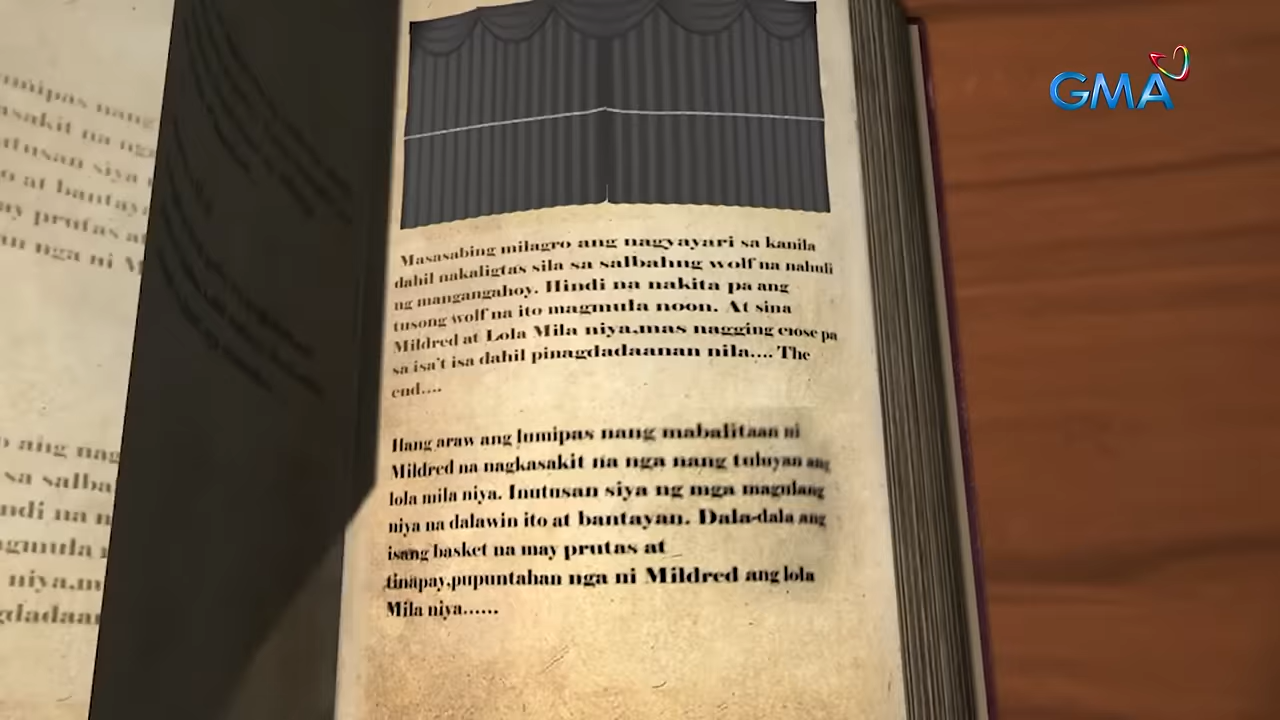 GMA
Masasabing milagro ang nagyayari sa kanila
dahil nakaligtas sila sa salbahng wolf na nahuli
ng mangangahoy. Hindi na nakita pa ang
tusong wolf na ito magmula noon. At sina
Mildred at Lola Mila niya,mas nagging close pa
sa isa't isa dahil pinagdadaanan nila.... The
end....
Ilang araw ang lumipas nang mabalitaan ni
Mildred na nagkasakit na nga nang tuluyan ang
lola mila niya. Inutusan siya ng mga magulang
niya na dalawin ito at bantayan. Dala-dala ang
isang basket na may prutas at
tinapay,pupuntahan nga ni Mildred ang lola
Mila niya......